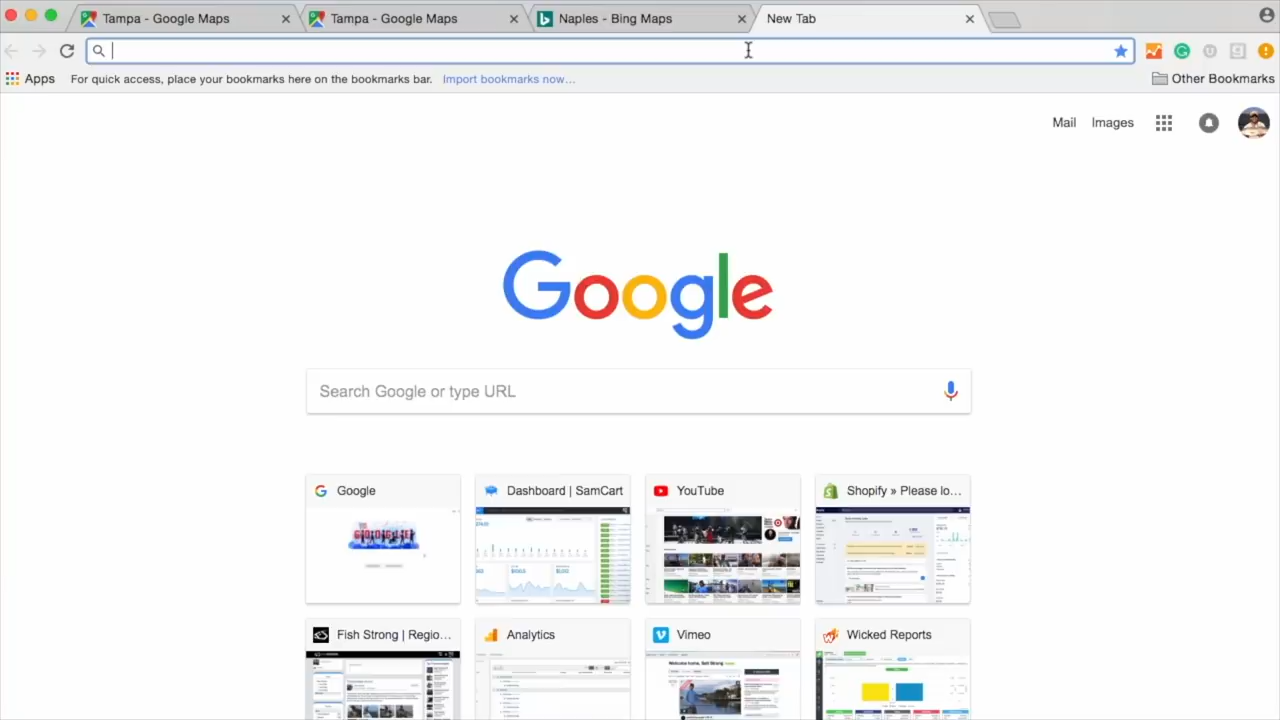 Tampa - Google Maps
Tampa - Google Maps
Naples - Bing Maps
New Tab
Apps
For quick access, place your bookmarks here on the bookmarks bar. Import bookmarks now...
Other Bookmarks
Mail Images
Google
Search Google or type URL
Google
Dashboard | SamCart
YouTube
Shopify » Please lo...
Fish Strong | Regio...
Analytics
Vimeo
Wicked Reports